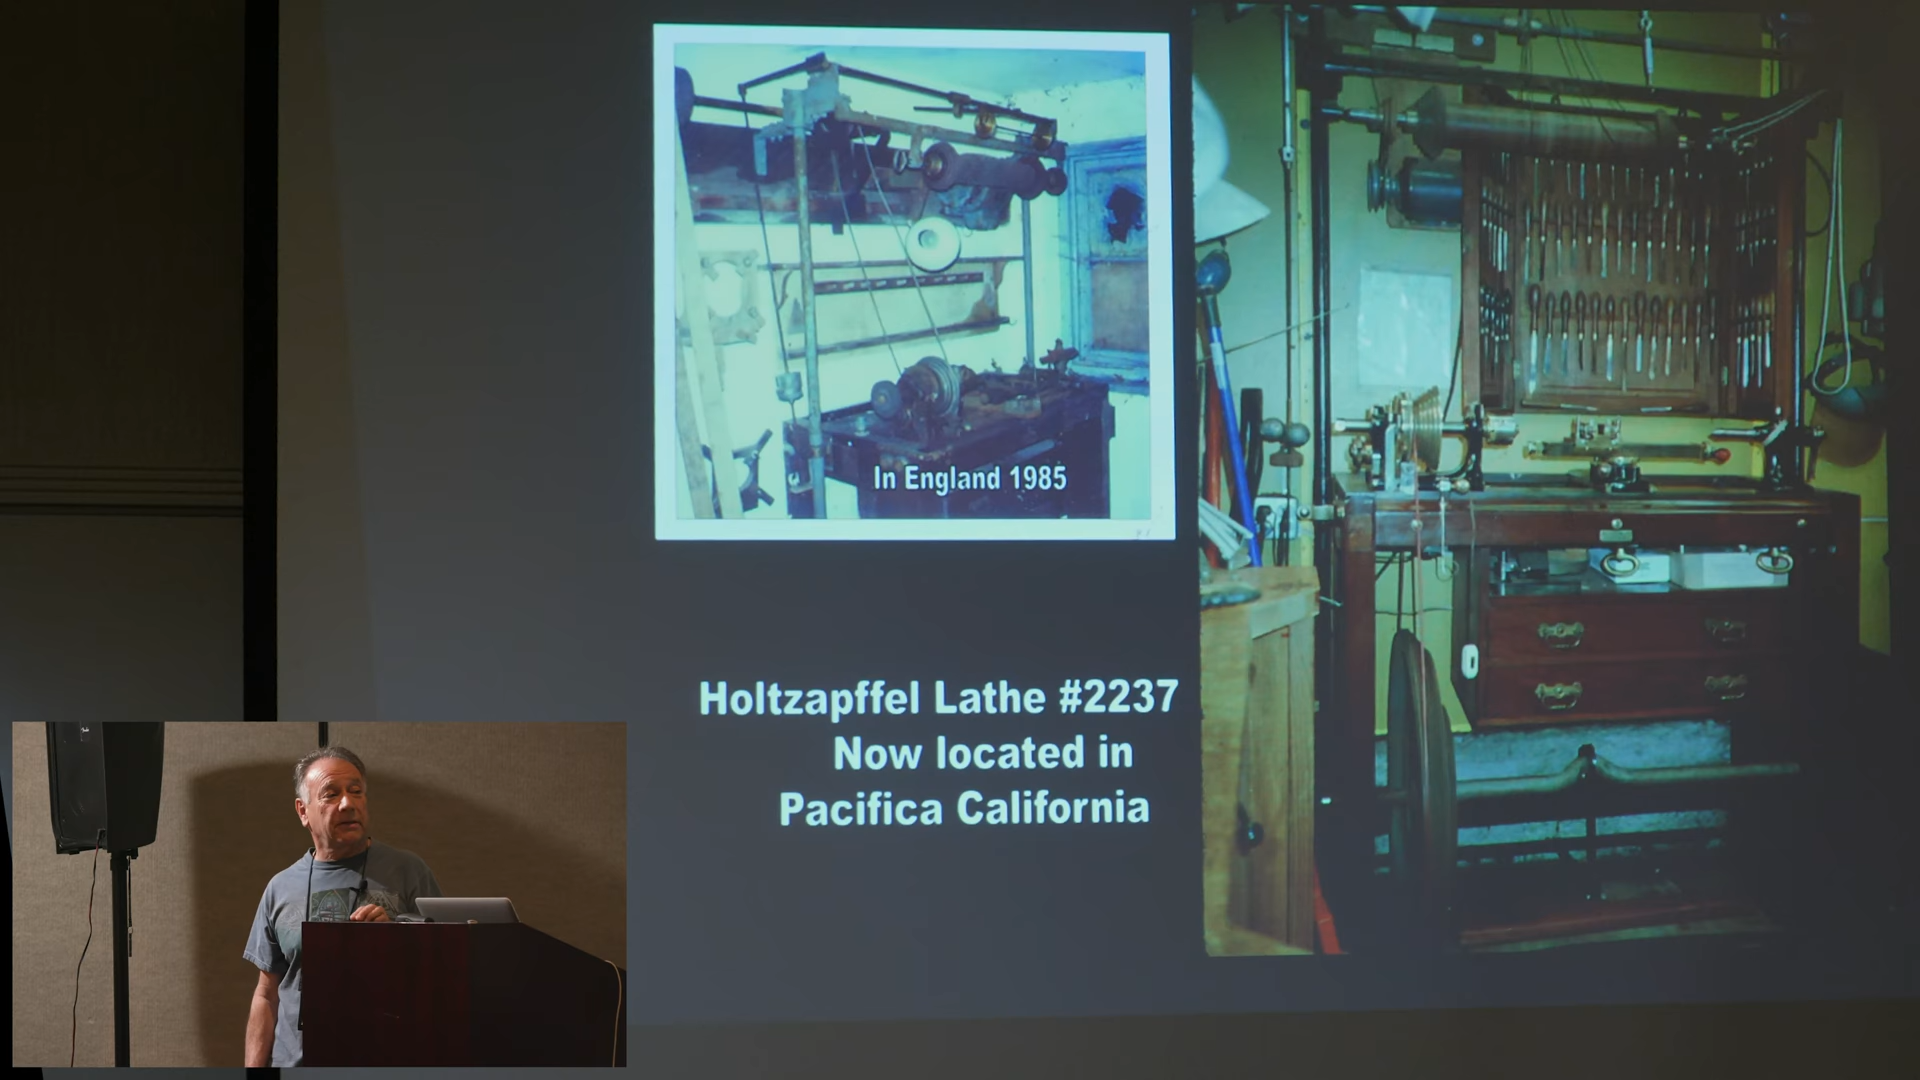 In England 1985
Holtzapffel Lathe #2237
Now located in
Pacifica California